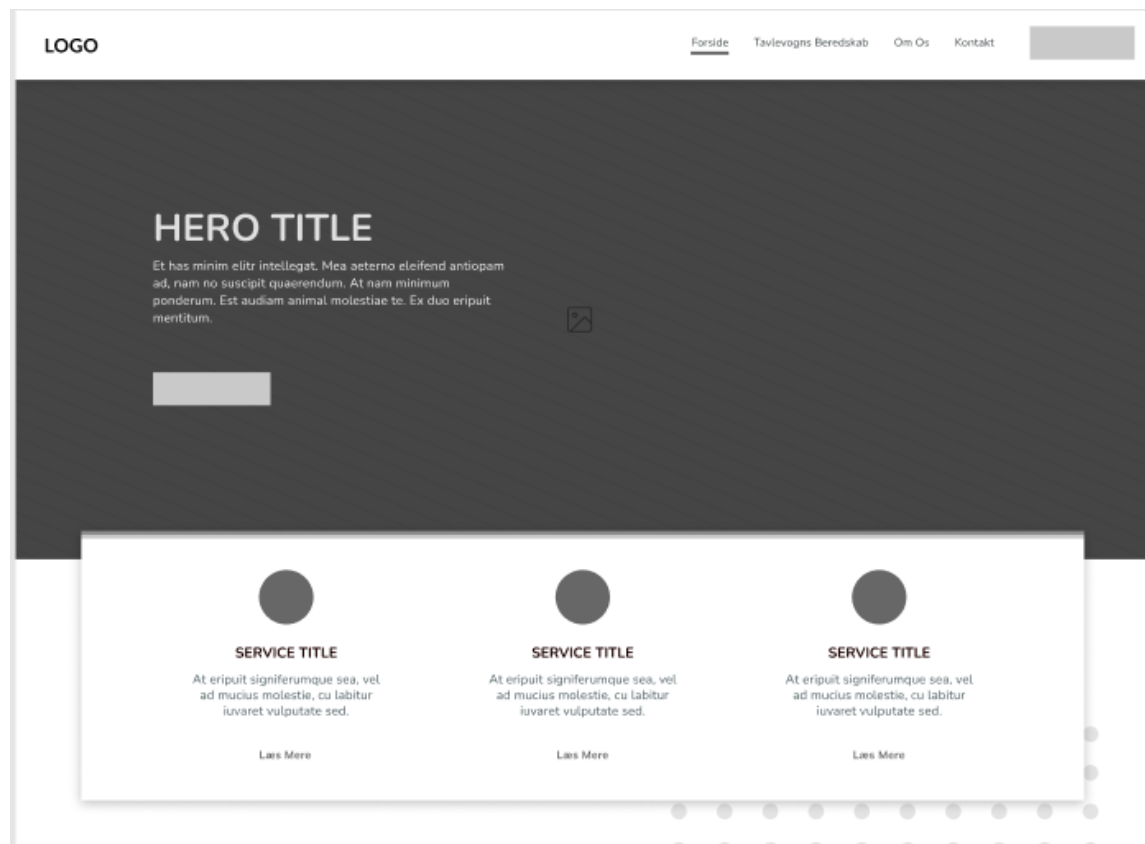 LOGO
Forside Tavlevogns Beredskab Om Os Kontakt
HERO TITLE
Et has minim elitr intellegat. Mea aeterno eleifend antiopam
ad, nam no suscipit quaerendum. At nam minimum
ponderum. Est audiam animal molestiae te. Ex duo eripuit
mentitum.
SERVICE TITLE
At eripuit signiferumque sea, vel
ad mucius molestie, cu labitur
iuvaret vulputate sed.
Læs Mere
SERVICE TITLE
At eripuit signiferumque sea, vel
ad mucius molestie, cu labitur
iuvaret vulputate sed.
Læs Mere
SERVICE TITLE
At eripuit signiferumque sea, vel
ad mucius molestie, cu labitur
iuvaret vulputate sed.
Læs Mere